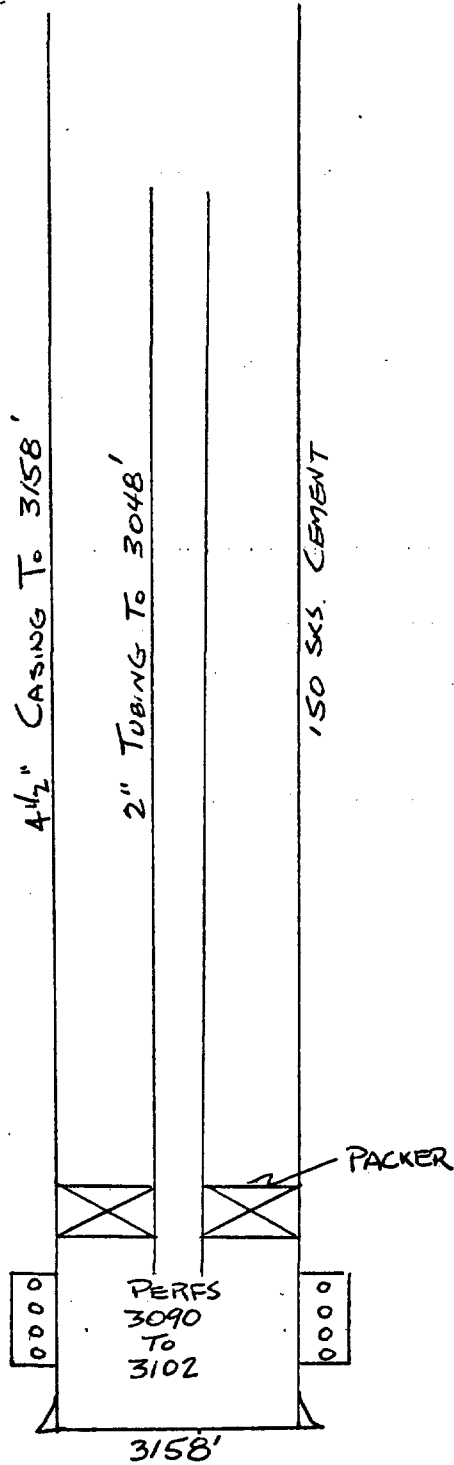 4½" CASING To 3158'
2" TUBING To 3048'
150 SKS. CEMENT
PACKER
PERFS
3090
To
3102
3158'